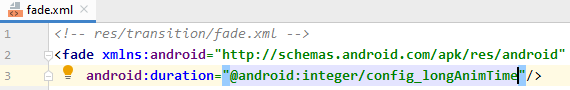 fade.xml
1 <!-- res/transition/fade.xml -->
2 <fade xmlns:android="http://schemas.android.com/apk/res/android"
3 android:duration="@android:integer/config_longAnimTime"/>